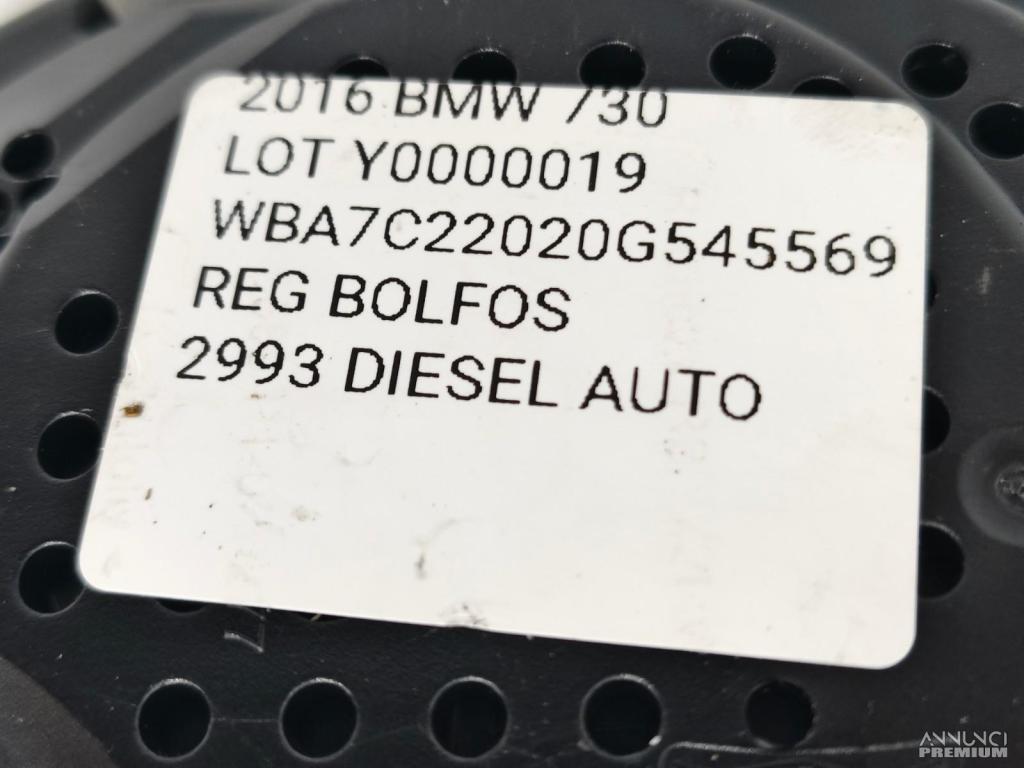 2016 BMW 730
LOT Y0000019
WBA7C22020G545569
REG BOLFOS
2993 DIESEL AUTO
ANNUNCI
PREMIUM